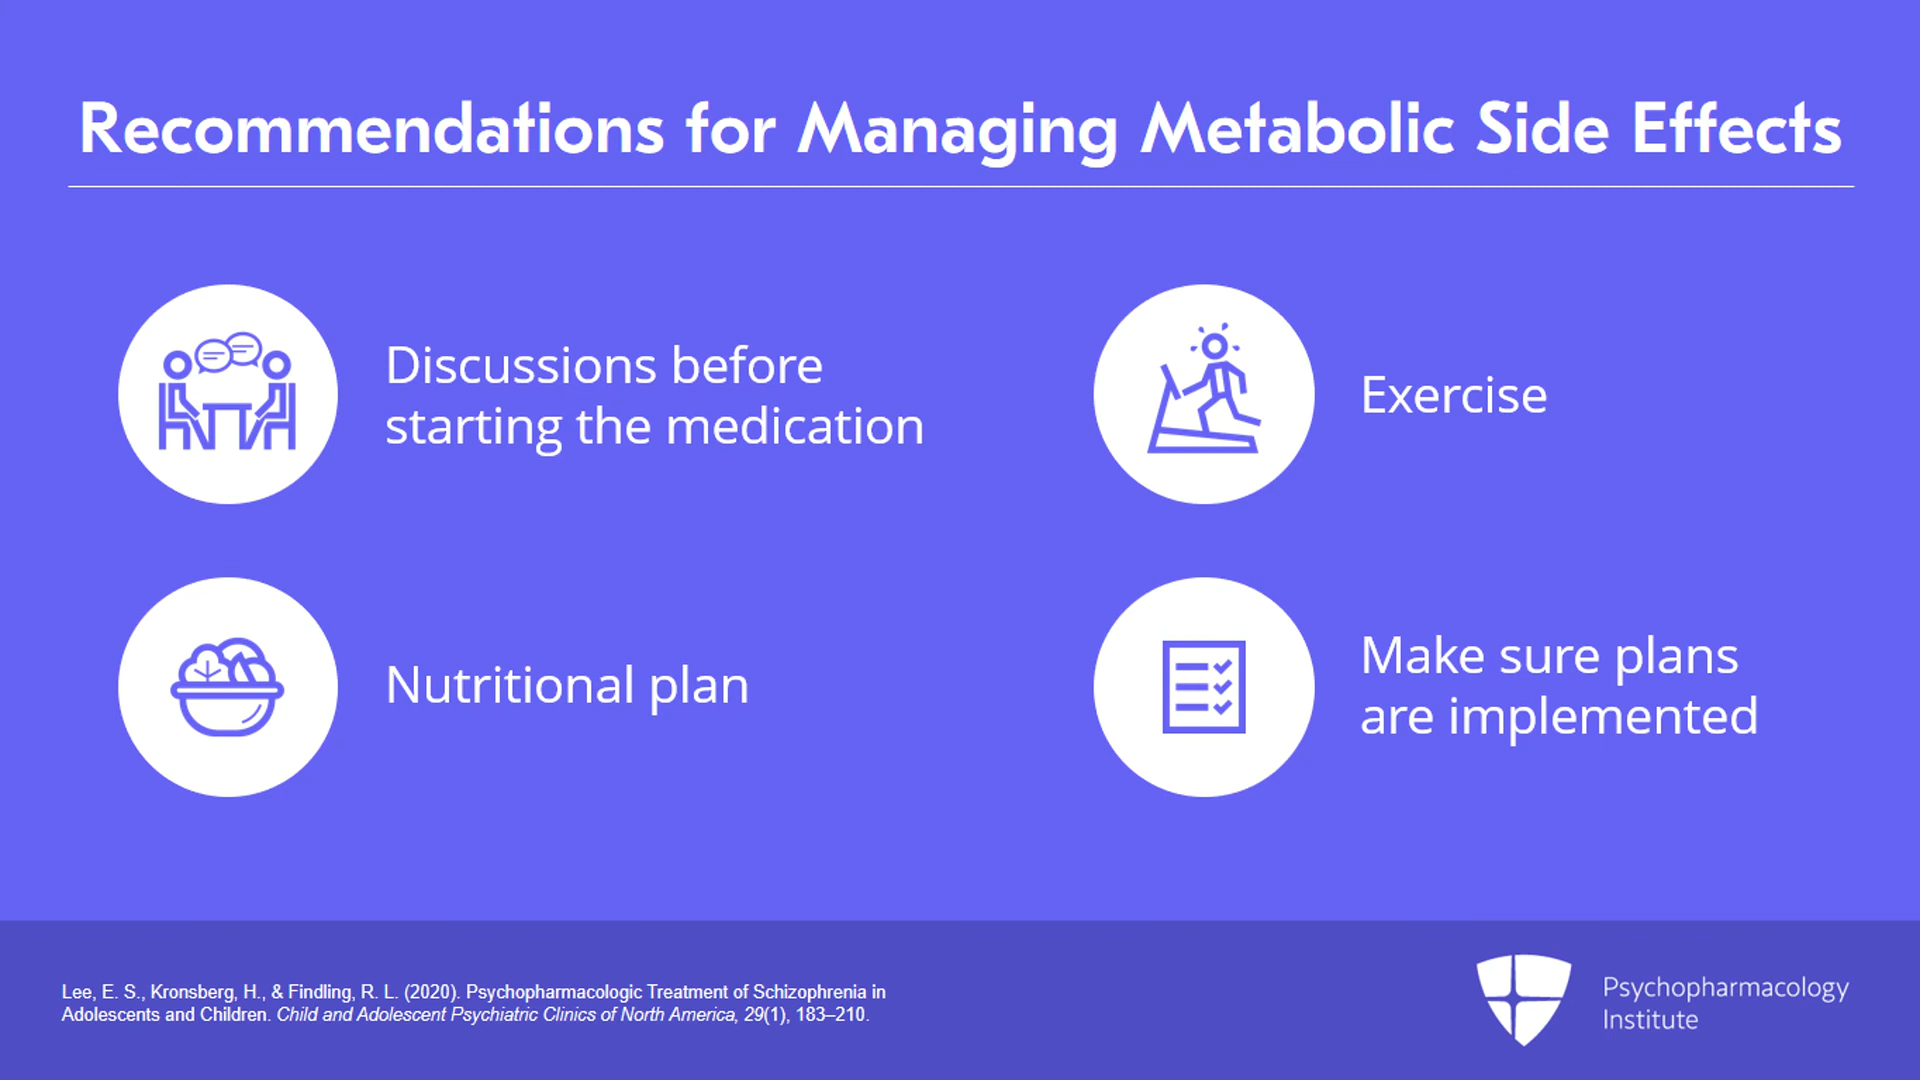 Recommendations for Managing Metabolic Side Effects
Discussions before
starting the medication
Exercise
Nutritional plan
Make sure plans
are implemented
Lee, E. S., Kronsberg, H., & Findling, R. L. (2020). Psychopharmacologic Treatment of Schizophrenia in
Adolescents and Children. Child and Adolescent Psychiatric Clinics of North America, 29(1), 183–210.
Psychopharmacology
Institute